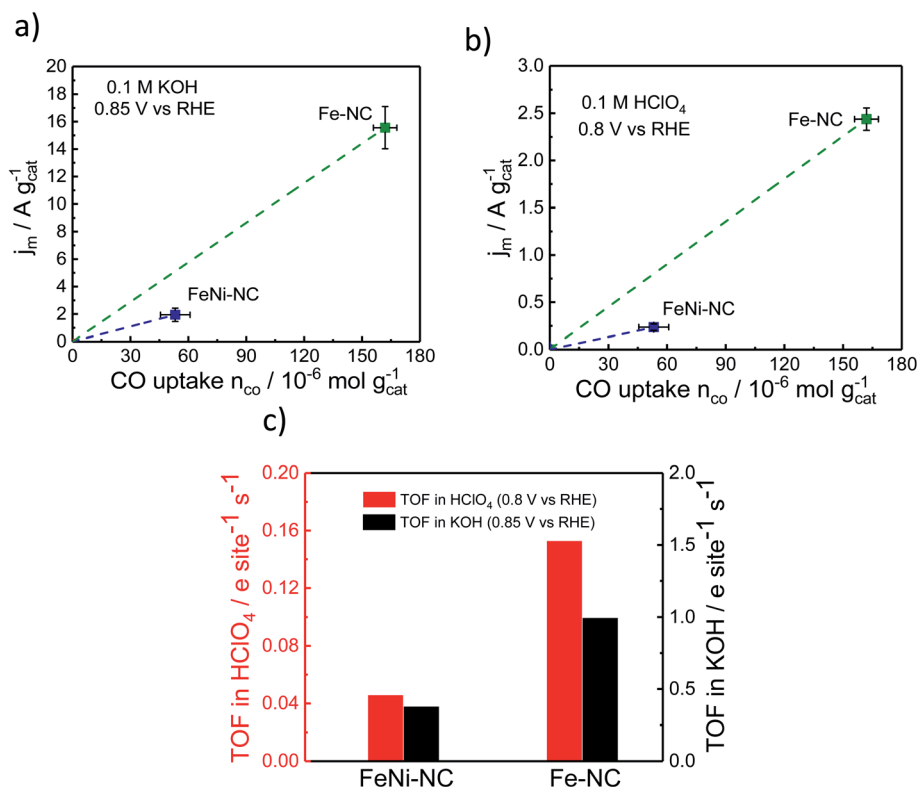 a)
20
18
16
14
12
10
8
6
4
2
0
j_m / A g_cat^-1
0.1 M KOH
0.85 V vs RHE
Fe-NC
FeNi-NC
0 30 60 90 120 150 180
CO uptake n_co / 10^-6 mol g_cat^-1
b)
3.0
2.5
2.0
1.5
1.0
0.5
0.0
j_m / A g_cat^-1
0.1 M HClO_4
0.8 V vs RHE
Fe-NC
FeNi-NC
0 30 60 90 120 150 180
CO uptake n_co / 10^-6 mol g_cat^-1
c)
0.20
0.16
0.12
0.08
0.04
0.00
TOF in HClO_4 / e site^-1 s^-1
TOF in HClO_4 (0.8 V vs RHE)
TOF in KOH (0.85 V vs RHE)
2.0
1.5
1.0
0.5
0.0
TOF in KOH / e site^-1 s^-1
FeNi-NC Fe-NC